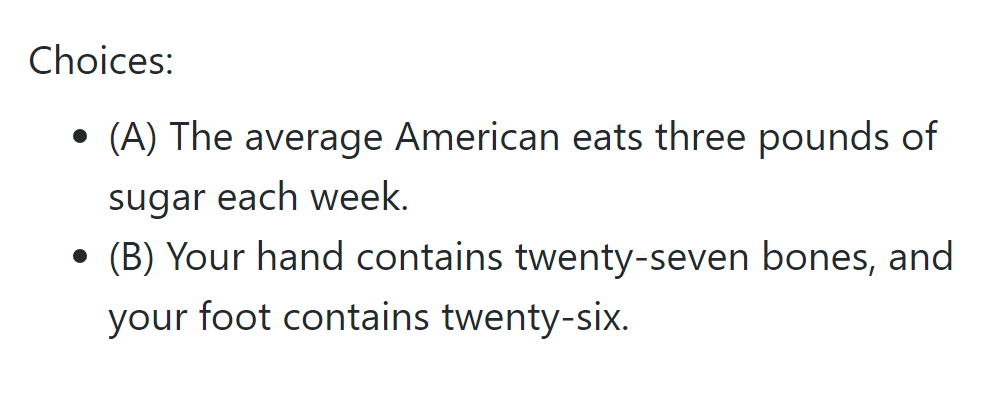 Choices:
• (A) The average American eats three pounds of
sugar each week.
• (B) Your hand contains twenty-seven bones, and
your foot contains twenty-six.